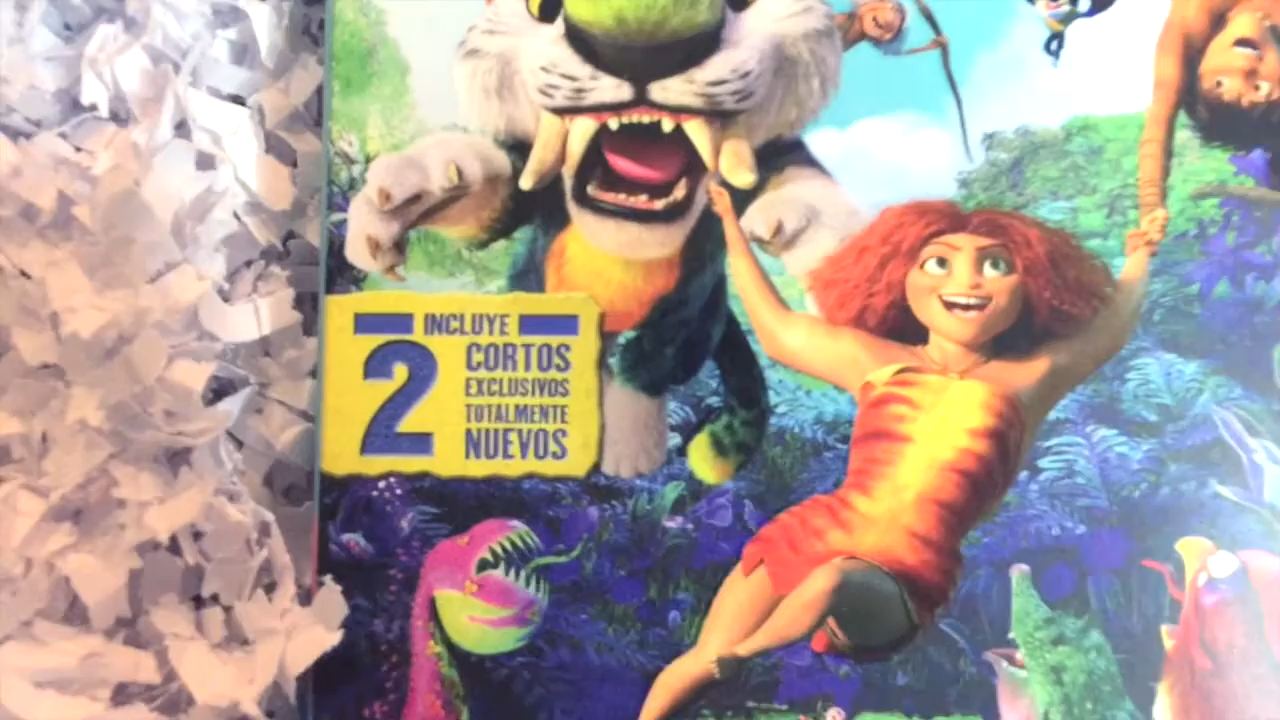 INCLUYE
2 CORTOS
EXCLUSIVOS
TOTALMENTE
NUEVOS